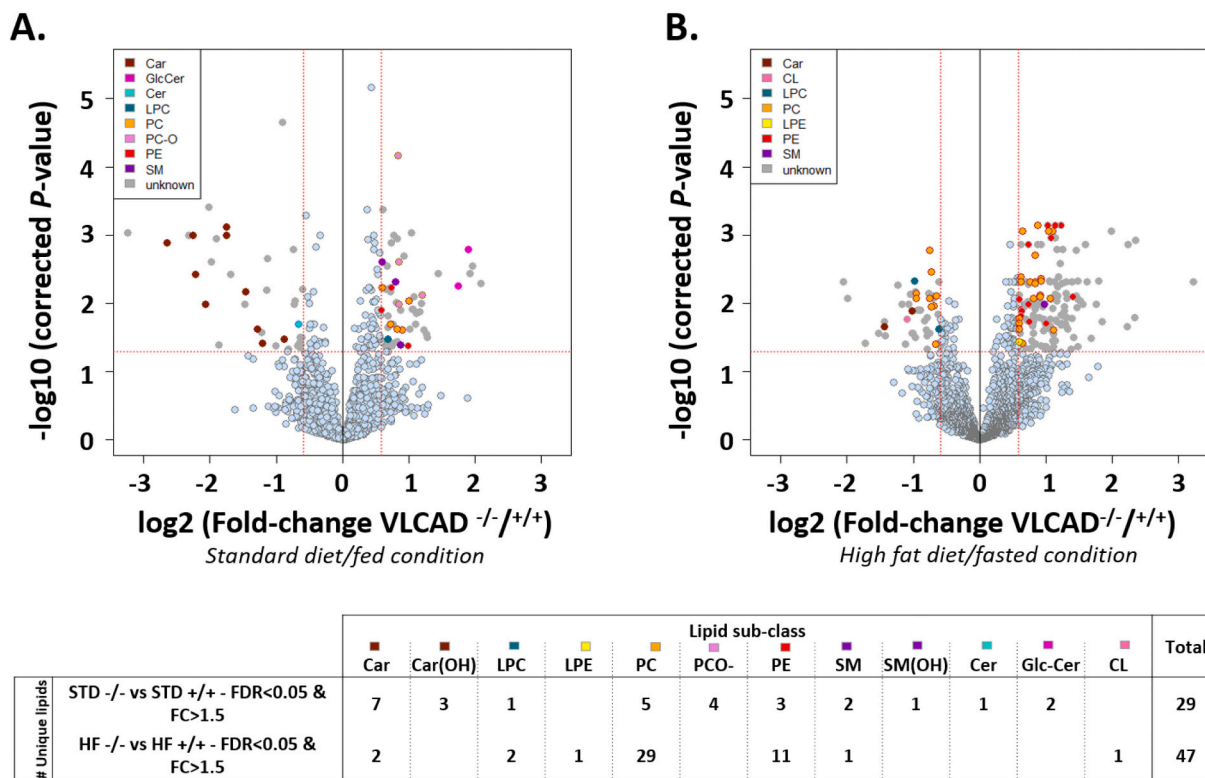 A.
Car
GlcCer
Cer
LPC
PC
PC-O
PE
SM
unknown
-log10 (corrected P-value)
5
4
3
2
1
0
-3 -2 -1 0 1 2 3
log2 (Fold-change VLCAD -/-/+/+)
Standard diet/fed condition
B.
Car
CL
LPC
PC
LPE
PE
SM
unknown
-log10 (corrected P-value)
5
4
3
2
1
0
-3 -2 -1 0 1 2 3
log2 (Fold-change VLCAD-/-/+/+)
High fat diet/fasted condition
Lipid sub-class
Car Car(OH) LPC LPE PC PCO- PE SM SM(OH) Cer Glc-Cer CL Total
# Unique lipids
STD -/- vs STD +/+ - FDR<0.05 &
FC>1.5
7 3 1 5 4 3 2 1 1 2 29
HF -/- vs HF +/+ - FDR<0.05 &
FC>1.5
2 2 1 29 11 1 1 47